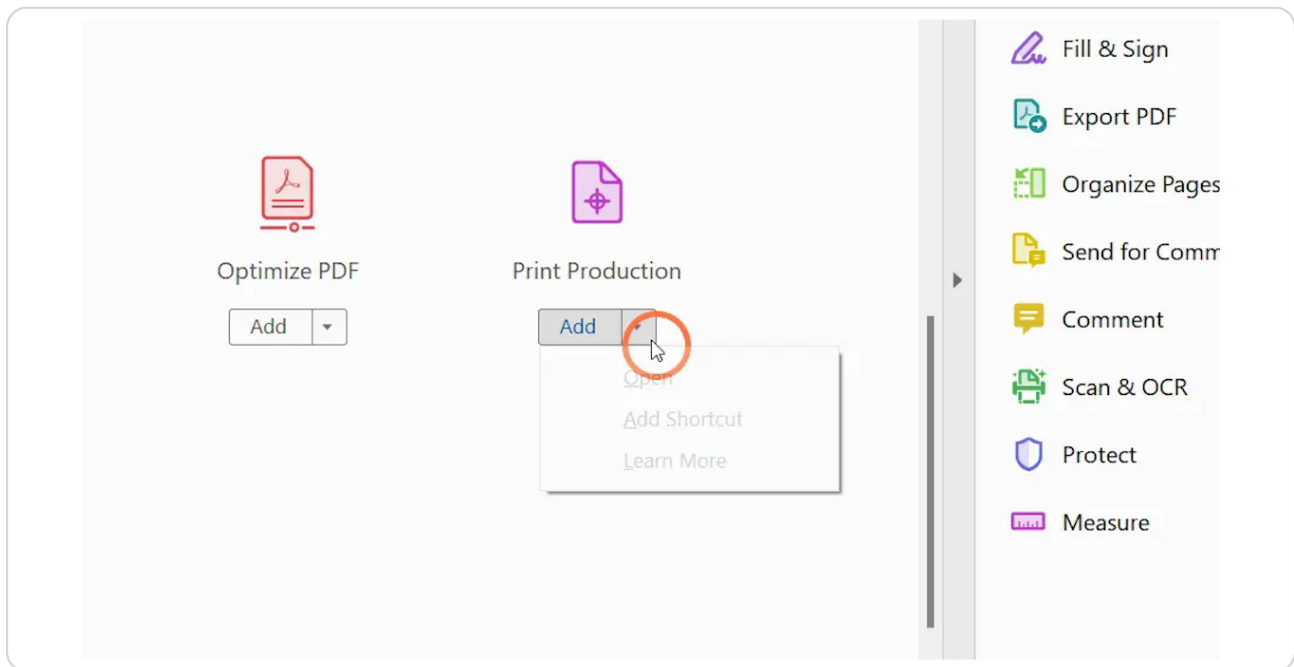 Optimize PDF
Add
Print Production
Add
Open
Add Shortcut
Learn More
Fill & Sign
Export PDF
Organize Pages
Send for Comm
Comment
Scan & OCR
Protect
Measure